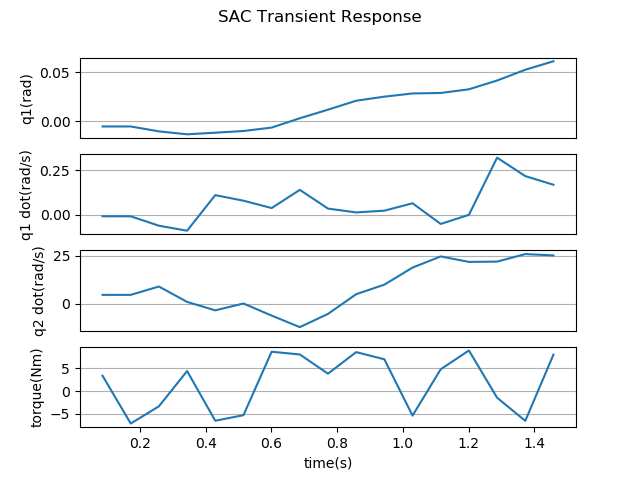 SAC Transient Response
0.05
0.00
q1(rad)
0.25
0.00
q1 dot(rad/s)
25
0
q2 dot(rad/s)
5
0
−5
torque(Nm)
0.2 0.4 0.6 0.8 1.0 1.2 1.4
time(s)